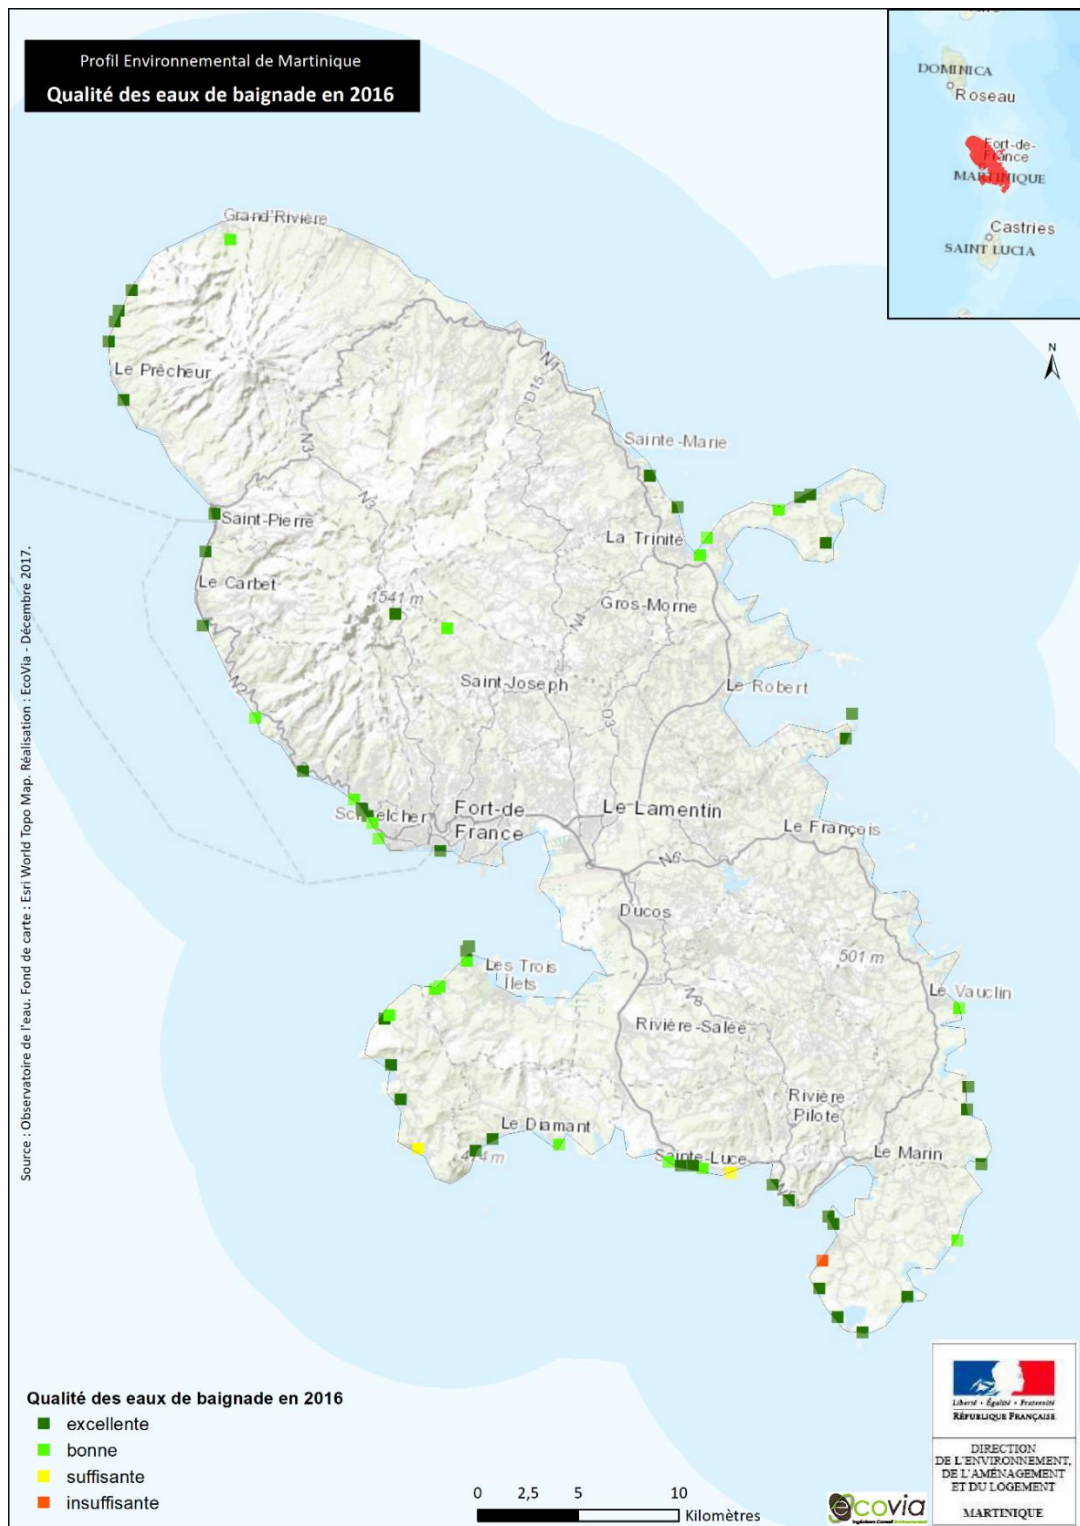 Profil Environnemental de Martinique
Qualité des eaux de baignade en 2016
DOMINICA
Roseau
Fort-de-
France
MARTINIQUE
Castries
SAINT LUCIA
N
Grand'Rivière
Le Prêcheur
N1
D15
N3
N3
Sainte-Marie
Saint-Pierre
La Trinité
Le Carbet
1541 m
Gros-Morne
N4
Saint-Joseph
Le Robert
N2
D3
Schoelcher
Fort-de
France
Le Lamentin
Le François
N6
Ducos
501 m
Les Trois
Îlets
Le Vauclin
N8
Rivière-Salée
Rivière
Pilote
Le Diamant
474 m
Sainte-Luce
Le Marin
N5
Source : Observatoire de l'eau. Fond de carte : Esri World Topo Map. Réalisation : EcoVia - Décembre 2017.
Qualité des eaux de baignade en 2016
excellente
bonne
suffisante
insuffisante
0 2,5 5 10
Kilomètres
ecovia
Liberté • Égalité • Fraternité
RÉPUBLIQUE FRANÇAISE
DIRECTION
DE L'ENVIRONNEMENT,
DE L'AMÉNAGEMENT
ET DU LOGEMENT
MARTINIQUE